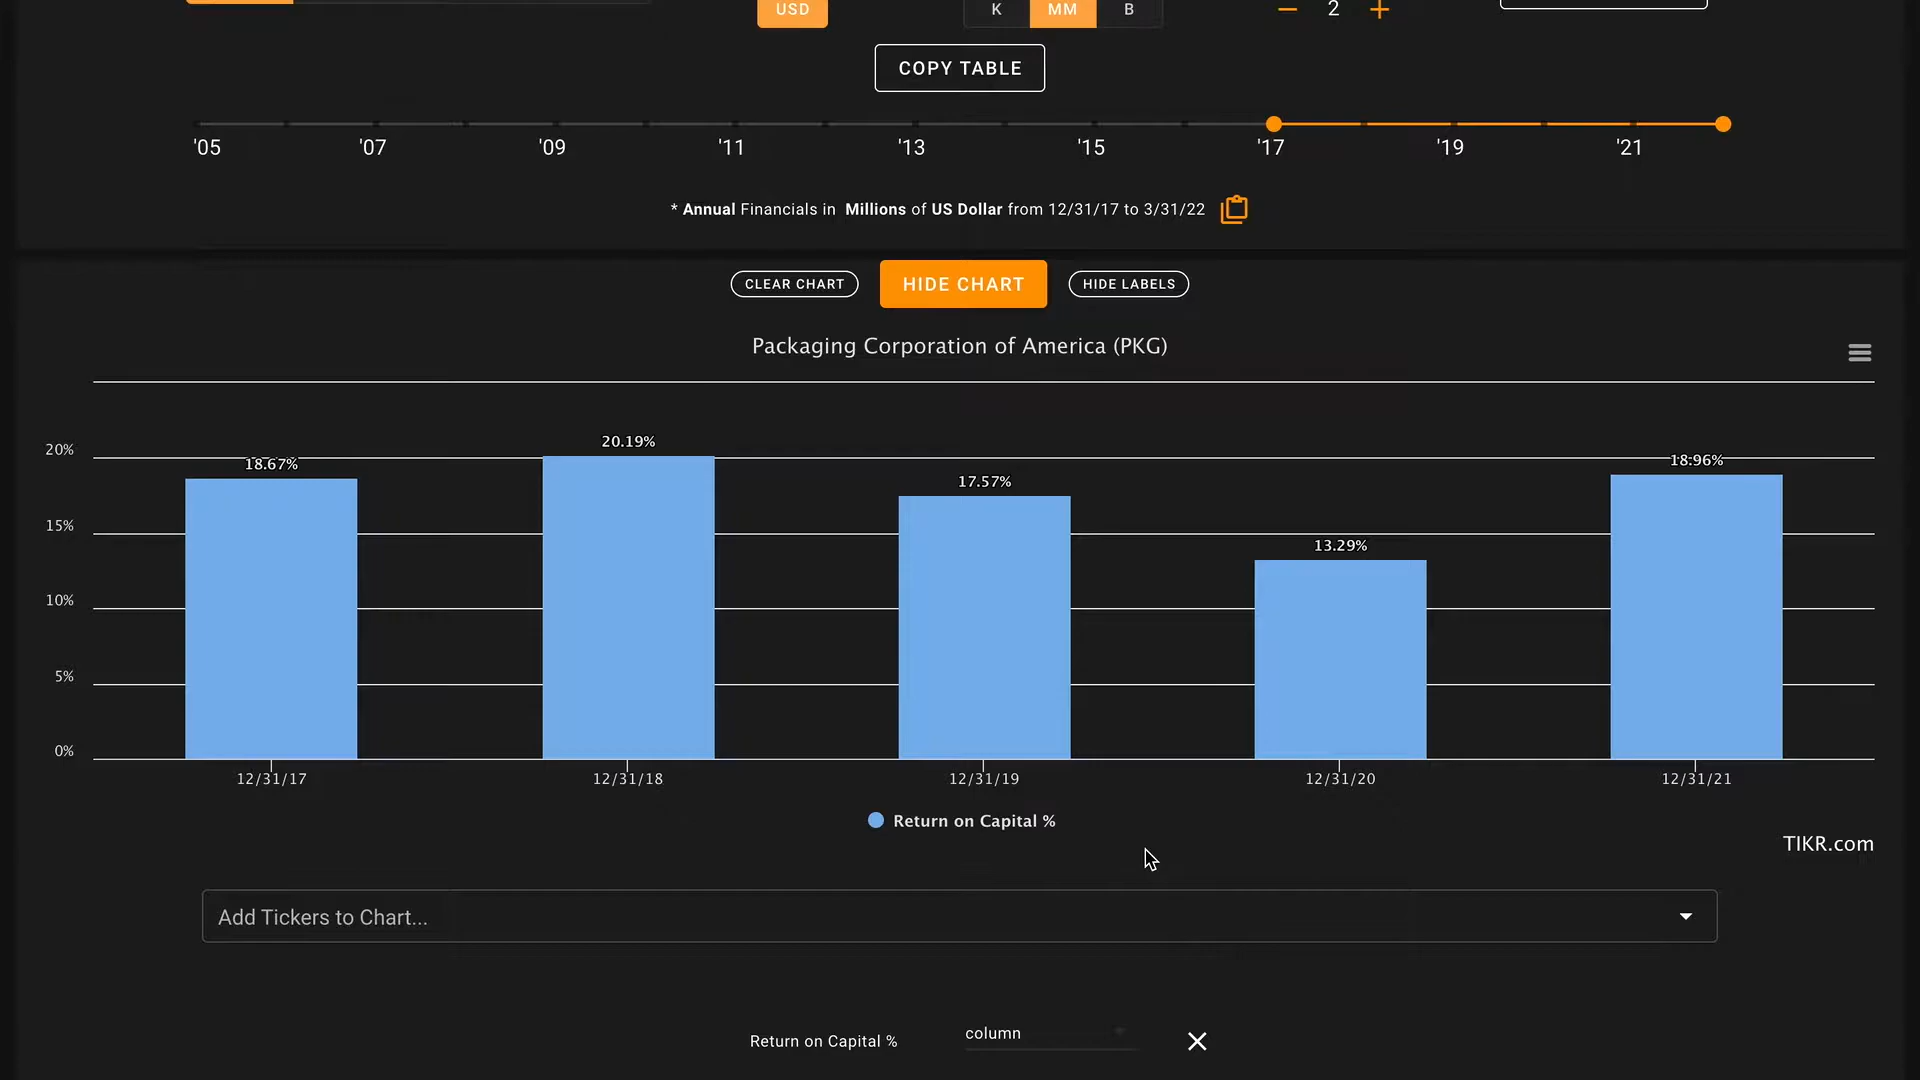 USD
K MM B
2
COPY TABLE
'05 '07 '09 '11 '13 '15 '17 '19 '21
* Annual Financials in Millions of US Dollar from 12/31/17 to 3/31/22
CLEAR CHART
HIDE CHART
HIDE LABELS
Packaging Corporation of America (PKG)
20%
15%
10%
5%
0%
18.67%
20.19%
17.57%
13.29%
18.96%
12/31/17 12/31/18 12/31/19 12/31/20 12/31/21
Return on Capital %
TIKR.com
Add Tickers to Chart...
Return on Capital % column